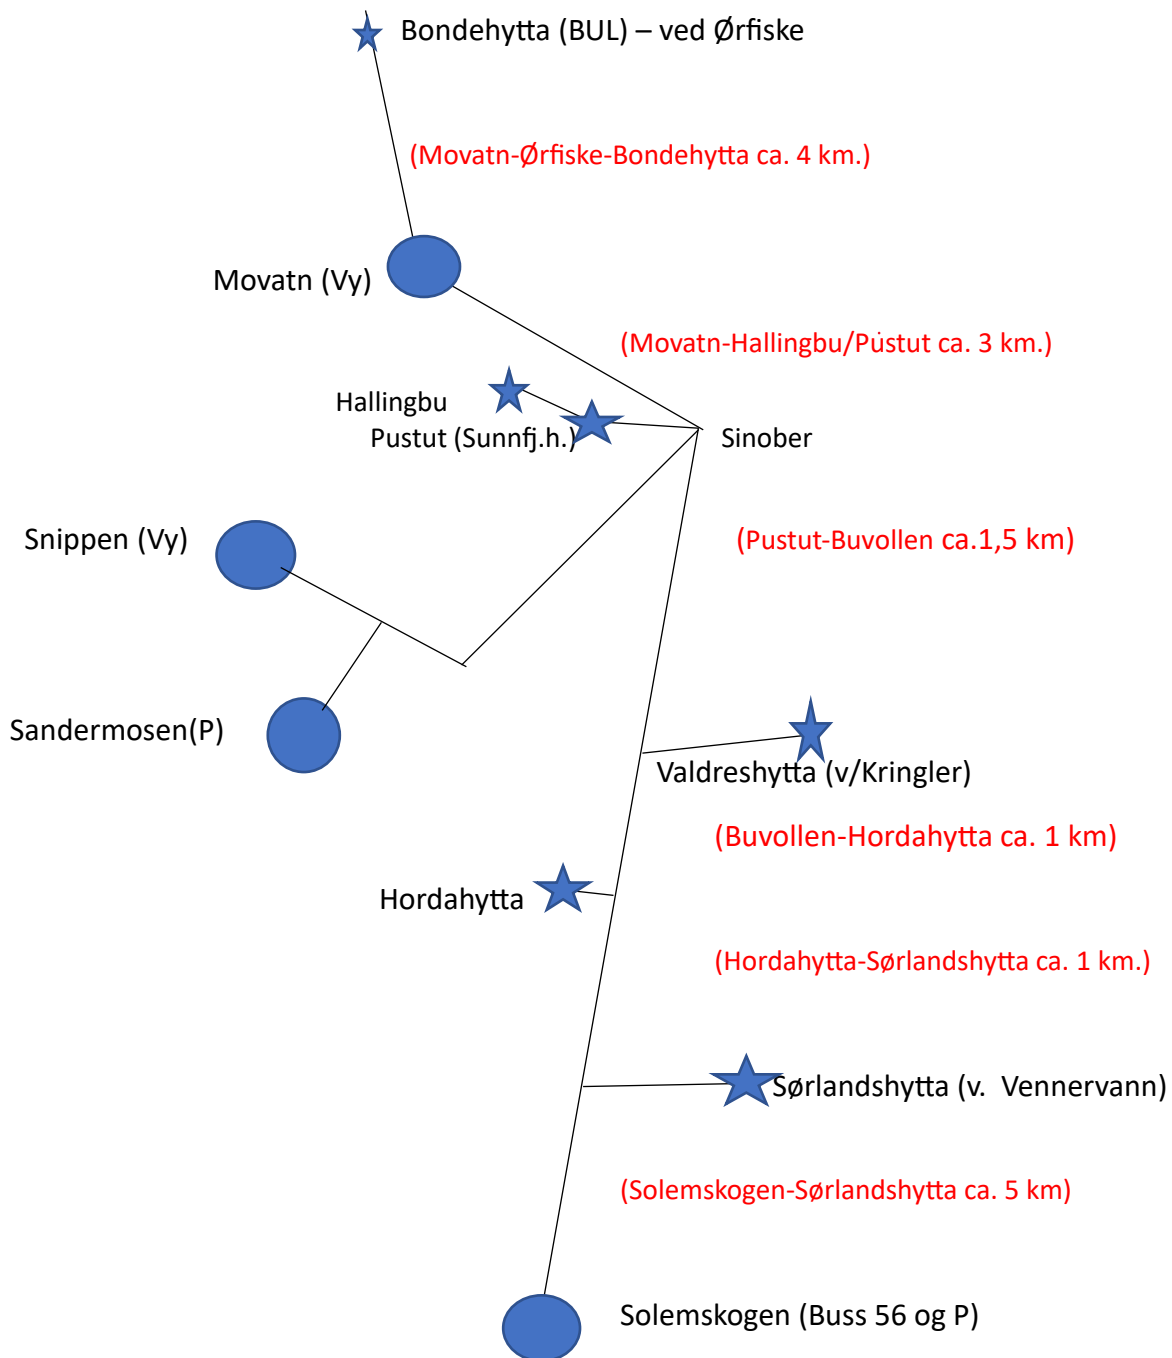 Bondehytta (BUL) – ved Ørfiske
(Movatn-Ørfiske-Bondehytta ca. 4 km.)
Movatn (Vy)
(Movatn-Hallingbu/Pustut ca. 3 km.)
Hallingbu
Pustut (Sunnfj.h.)
Sinober
Snippen (Vy)
(Pustut-Buvollen ca.1,5 km)
Sandermosen(P)
Valdreshytta (v/Kringler)
(Buvollen-Hordahytta ca. 1 km)
Hordahytta
(Hordahytta-Sørlandshytta ca. 1 km.)
Sørlandshytta (v. Vennervann)
(Solemskogen-Sørlandshytta ca. 5 km)
Solemskogen (Buss 56 og P)